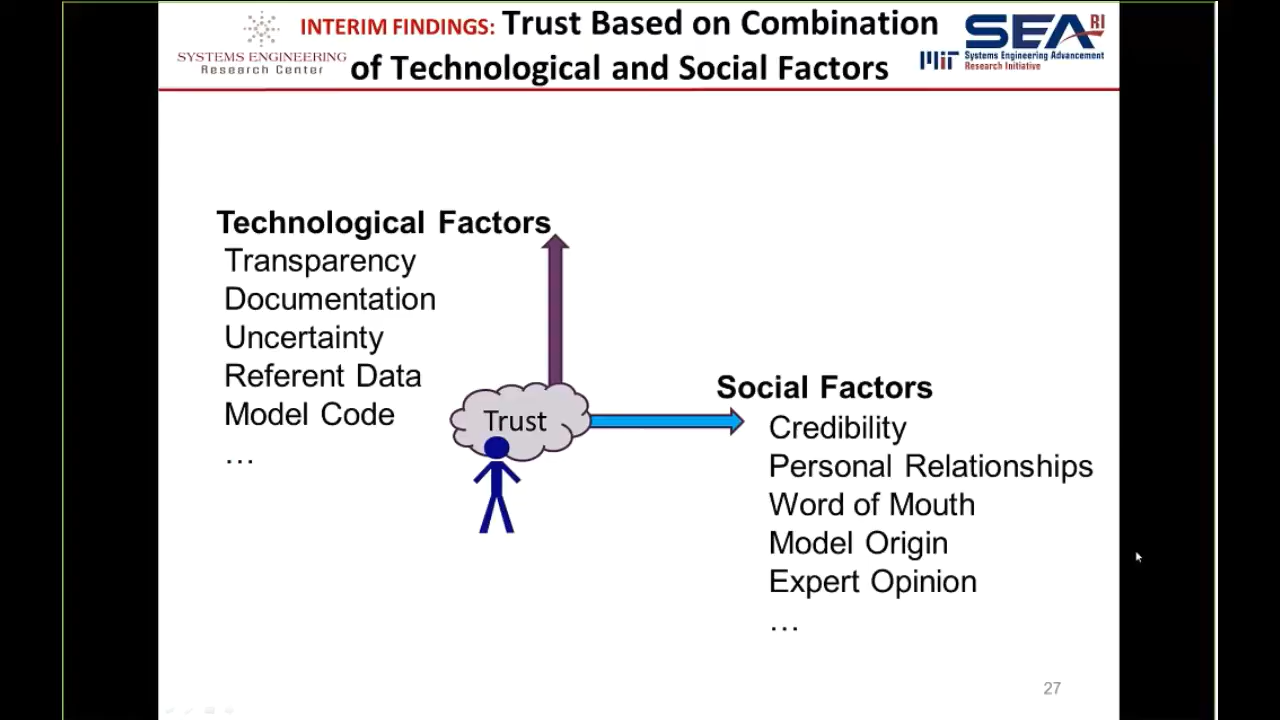 INTERIM FINDINGS: Trust Based on Combination
of Technological and Social Factors
SYSTEMS ENGINEERING
Research Center
SEARI
MIT Systems Engineering Advancement
Research Initiative
Technological Factors
Transparency
Documentation
Uncertainty
Referent Data
Model Code
…
Trust
Social Factors
Credibility
Personal Relationships
Word of Mouth
Model Origin
Expert Opinion
…
27